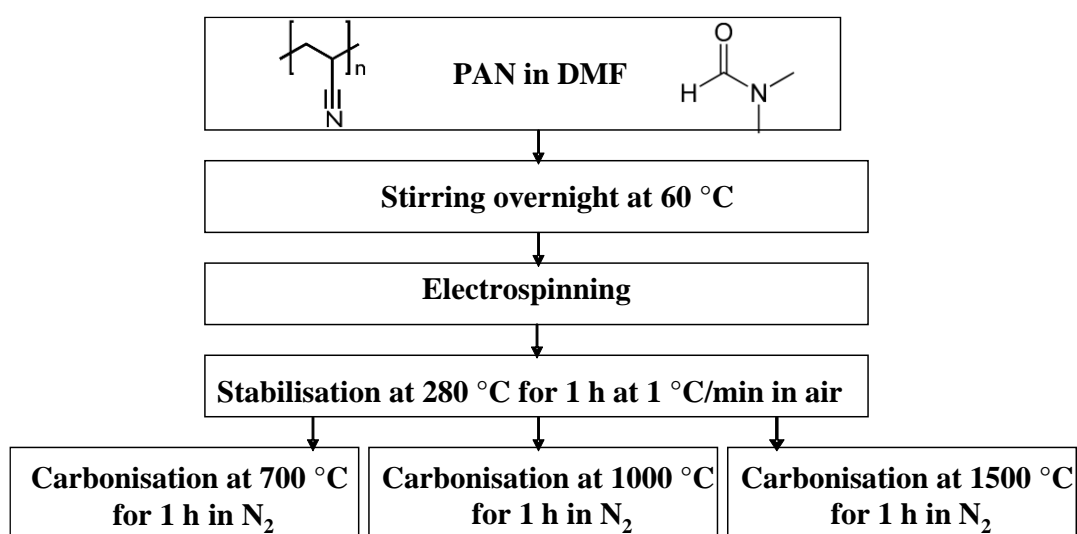 O
n
PAN in DMF
H
N
N
Stirring overnight at 60 °C
Electrospinning
Stabilisation at 280 °C for 1 h at 1 °C/min in air
Carbonisation at 700 °C
for 1 h in N₂
Carbonisation at 1000 °C
for 1 h in N₂
Carbonisation at 1500 °C
for 1 h in N₂